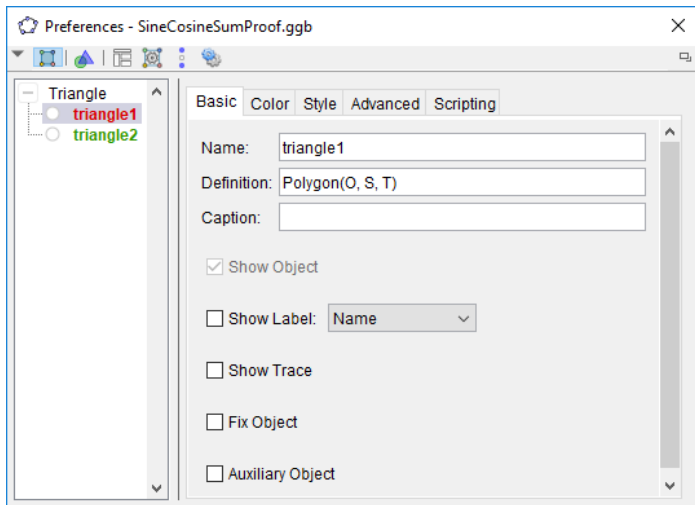 Preferences - SineCosineSumProof.ggb
Triangle
triangle1
triangle2
Basic Color Style Advanced Scripting
Name: triangle1
Definition: Polygon(O, S, T)
Caption:
Show Object
Show Label: Name
Show Trace
Fix Object
Auxiliary Object